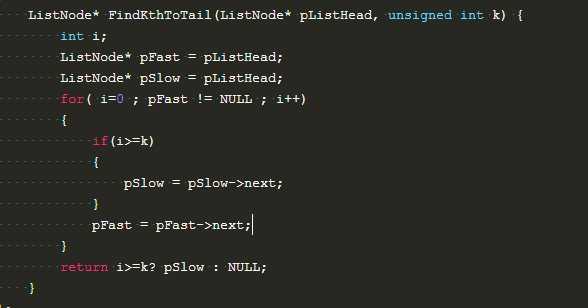 ListNode* FindKthToTail(ListNode* pListHead, unsigned int k) {
int i;
ListNode* pFast = pListHead;
ListNode* pSlow = pListHead;
for( i=0 ; pFast != NULL ; i++)
{
if(i>=k)
{
pSlow = pSlow->next;
}
pFast = pFast->next;
}
return i>=k? pSlow : NULL;
}